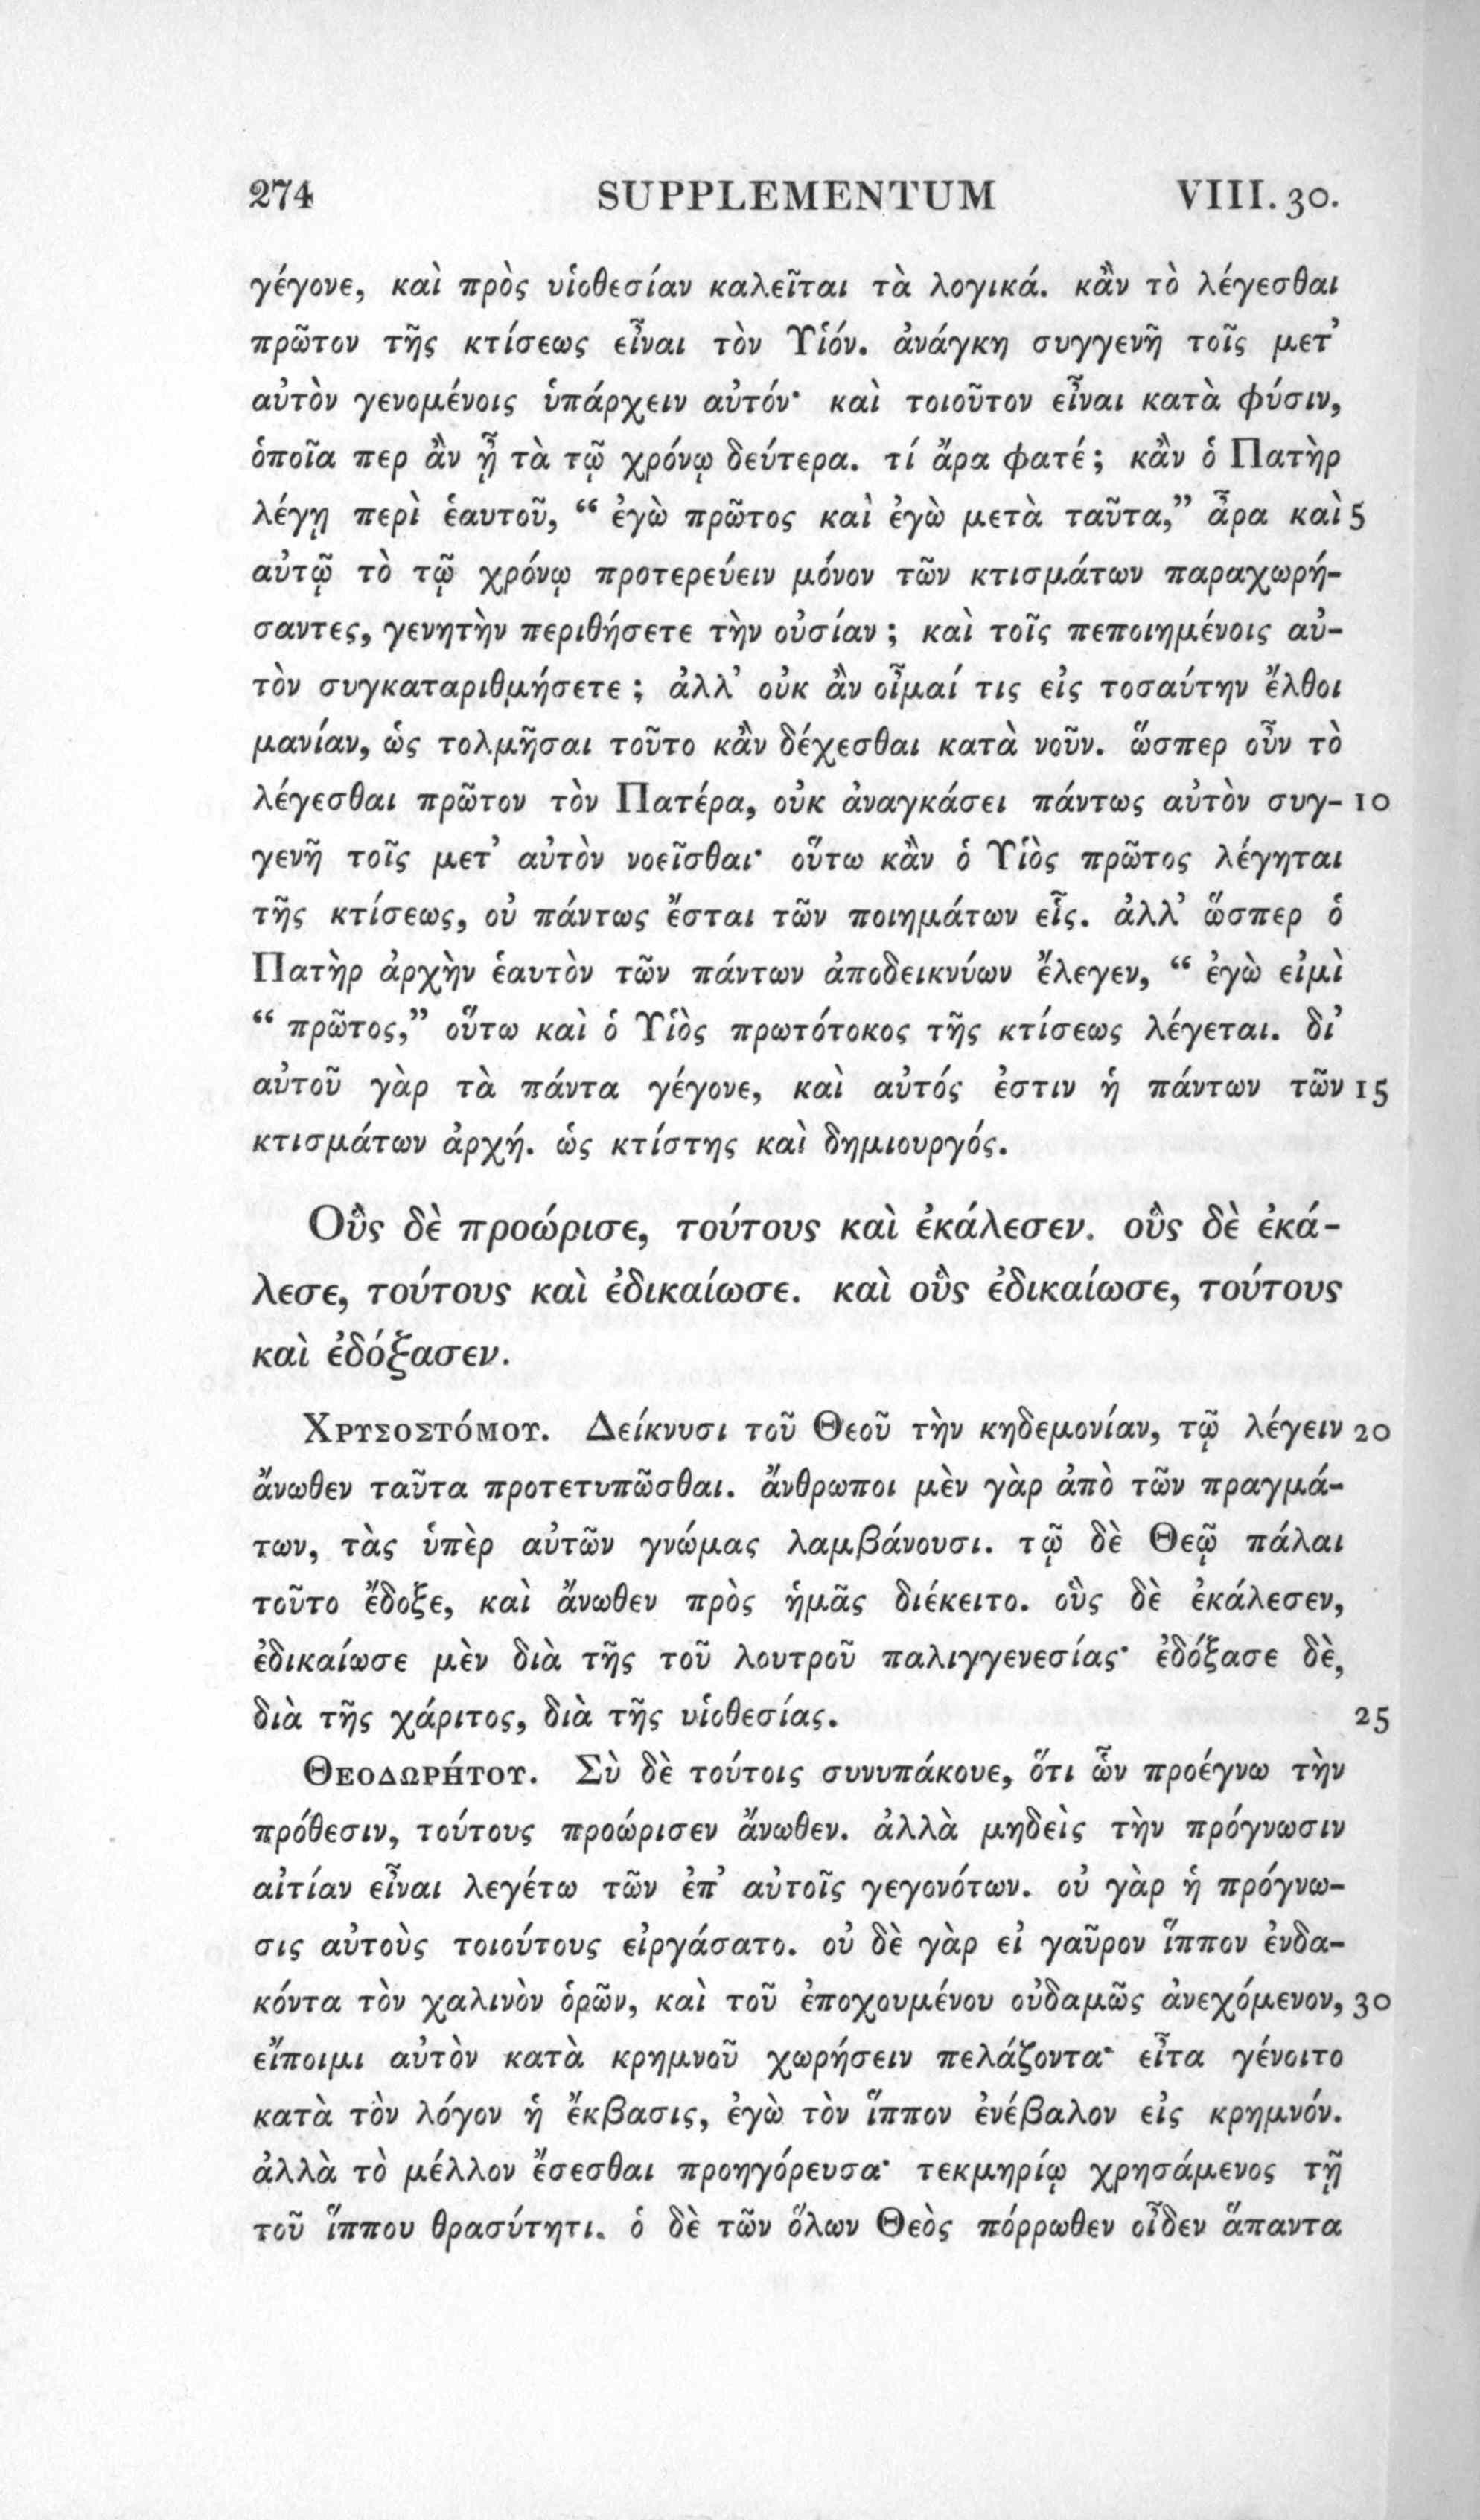 274 SUPPLEMENTUM VIII. 30.
γέγονε, καὶ πρὸς υἱοθεσίαν καλεῖται τὰ λογικά. κἂν τὸ λέγεσθαι
πρῶτον τῆς κτίσεως εἶναι τὸν Υἱόν. ἀνάγκη συγγενῆ τοῖς μετ᾽
αὐτὸν γενομένοις ὑπάρχειν αὐτόν· καὶ τοιοῦτον εἶναι κατὰ φύσιν,
ὁποῖα περ ἂν ᾖ τὰ τῷ χρόνῳ δεύτερα. τί ἄρα φατέ; κἂν ὁ Πατὴρ
λέγῃ περὶ ἑαυτοῦ, “ ἐγὼ πρῶτος καὶ ἐγὼ μετὰ ταῦτα,” ἆρα καὶ 5
αὐτῷ τὸ τῷ χρόνῳ προτερεύειν μόνον τῶν κτισμάτων παραχωρή-
σαντες, γενητὴν περιθήσετε τὴν οὐσίαν ; καὶ τοῖς πεποιημένοις αὐ-
τὸν συγκαταριθμήσετε ; ἀλλ᾽ οὐκ ἂν οἶμαί τις εἰς τοσαύτην ἔλθοι
μανίαν, ὡς τολμῆσαι τοῦτο κἂν δέχεσθαι κατὰ νοῦν. ὥσπερ οὖν τὸ
λέγεσθαι πρῶτον τὸν Πατέρα, οὐκ ἀναγκάσει πάντως αὐτὸν συγ- 10
γενῆ τοῖς μετ᾽ αὐτὸν νοεῖσθαι· οὕτω κἂν ὁ Υἱὸς πρῶτος λέγηται
τῆς κτίσεως, οὐ πάντως ἔσται τῶν ποιημάτων εἷς. ἀλλ᾽ ὥσπερ ὁ
Πατὴρ ἀρχὴν ἑαυτὸν τῶν πάντων ἀποδεικνύων ἔλεγεν, “ ἐγὼ εἰμὶ
“ πρῶτος,” οὕτω καὶ ὁ Υἱὸς πρωτότοκος τῆς κτίσεως λέγεται. δι᾽
αὐτοῦ γὰρ τὰ πάντα γέγονε, καὶ αὐτός ἐστιν ἡ πάντων τῶν 15
κτισμάτων ἀρχή. ὡς κτίστης καὶ δημιουργός.
Οὓς δὲ προώρισε, τούτους καὶ ἐκάλεσεν. οὓς δὲ ἐκά-
λεσε, τούτους καὶ ἐδικαίωσε. καὶ οὓς ἐδικαίωσε, τούτους
καὶ ἐδόξασεν.
Χρυσοστόμου. Δείκνυσι τοῦ Θεοῦ τὴν κηδεμονίαν, τῷ λέγειν 20
ἄνωθεν ταῦτα προτετυπῶσθαι. ἄνθρωποι μὲν γὰρ ἀπὸ τῶν πραγμά-
των, τὰς ὑπὲρ αὐτῶν γνώμας λαμβάνουσι. τῷ δὲ Θεῷ πάλαι
τοῦτο ἔδοξε, καὶ ἄνωθεν πρὸς ἡμᾶς διέκειτο. οὓς δὲ ἐκάλεσεν,
ἐδικαίωσε μὲν διὰ τῆς τοῦ λουτροῦ παλιγγενεσίας· ἐδόξασε δὲ,
διὰ τῆς χάριτος, διὰ τῆς υἱοθεσίας. 25
Θεοδωρήτου. Σὺ δὲ τούτοις συνυπάκουε, ὅτι ὧν προέγνω τὴν
πρόθεσιν, τούτους προώρισεν ἄνωθεν. ἀλλὰ μηδεὶς τὴν πρόγνωσιν
αἰτίαν εἶναι λεγέτω τῶν ἐπ᾽ αὐτοῖς γεγονότων. οὐ γὰρ ἡ πρόγνω-
σις αὐτοὺς τοιούτους εἰργάσατο. οὐ δὲ γὰρ εἰ γαῦρον ἵππον ἐνδα-
κόντα τὸν χαλινὸν ὁρῶν, καὶ τοῦ ἐποχουμένου οὐδαμῶς ἀνεχόμενον, 30
εἴποιμι αὐτὸν κατὰ κρημνοῦ χωρήσειν πελάζοντα· εἶτα γένοιτο
κατὰ τὸν λόγον ἡ ἔκβασις, ἐγὼ τὸν ἵππον ἐνέβαλον εἰς κρημνόν.
ἀλλὰ τὸ μέλλον ἔσεσθαι προηγόρευσα· τεκμηρίῳ χρησάμενος τῇ
τοῦ ἵππου θρασύτητι. ὁ δὲ τῶν ὅλων Θεὸς πόρρωθεν οἶδεν ἅπαντα